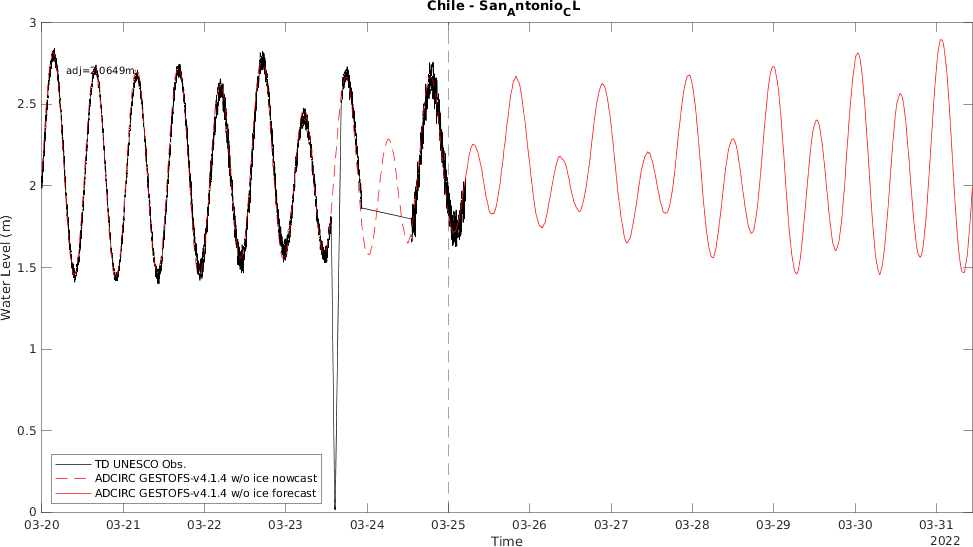 Chile - SanAntonioCL
3
2.5
2
1.5
1
0.5
0
Water Level (m)
adj=2.0649m
TD UNESCO Obs.
ADCIRC GESTOFS-v4.1.4 w/o ice nowcast
ADCIRC GESTOFS-v4.1.4 w/o ice forecast
03-20 03-21 03-22 03-23 03-24 03-25 03-26 03-27 03-28 03-29 03-30 03-31
Time
2022